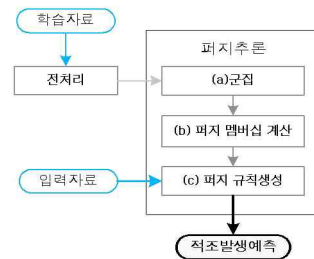 학습자료
퍼지추론
전처리
(a)군집
(b) 퍼지 멤버십 계산
입력자료
(c) 퍼지 규칙생성
적조발생예측